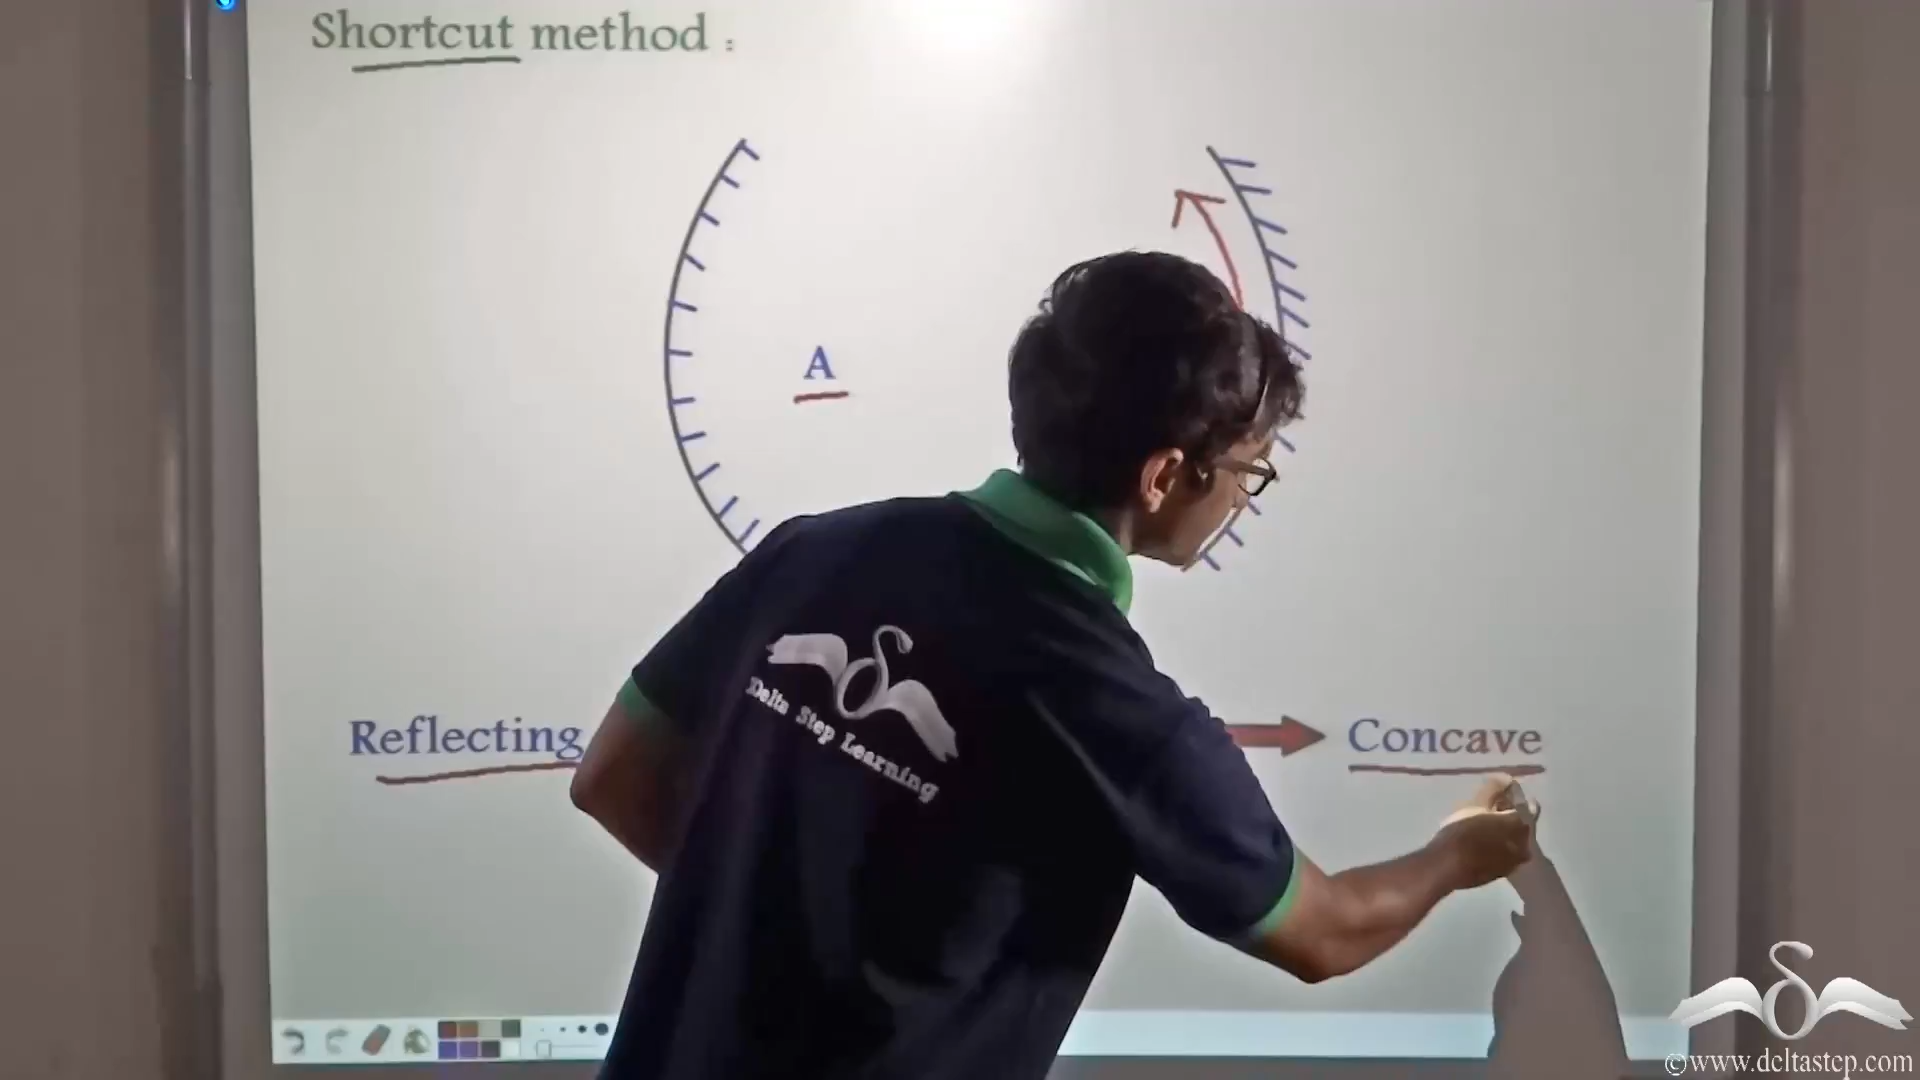 Shortcut method :
A
Reflecting
Concave
Delta Step Learning
©www.deltastep.com